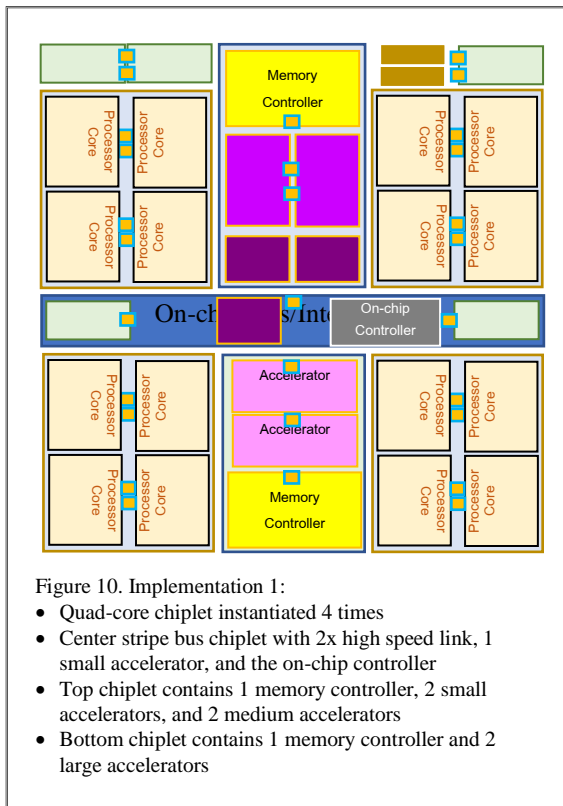 Memory
Controller
Processor
Core
Processor
Core
Processor
Core
Processor
Core
Processor
Core
Processor
Core
Processor
Core
Processor
Core
On-ch s/Inte
On-chip
Controller
Processor
Core
Processor
Core
Processor
Core
Processor
Core
Accelerator
Accelerator
Memory
Controller
Processor
Core
Processor
Core
Processor
Core
Processor
Core
Figure 10. Implementation 1:
• Quad-core chiplet instantiated 4 times
• Center stripe bus chiplet with 2x high speed link, 1
small accelerator, and the on-chip controller
• Top chiplet contains 1 memory controller, 2 small
accelerators, and 2 medium accelerators
• Bottom chiplet contains 1 memory controller and 2
large accelerators